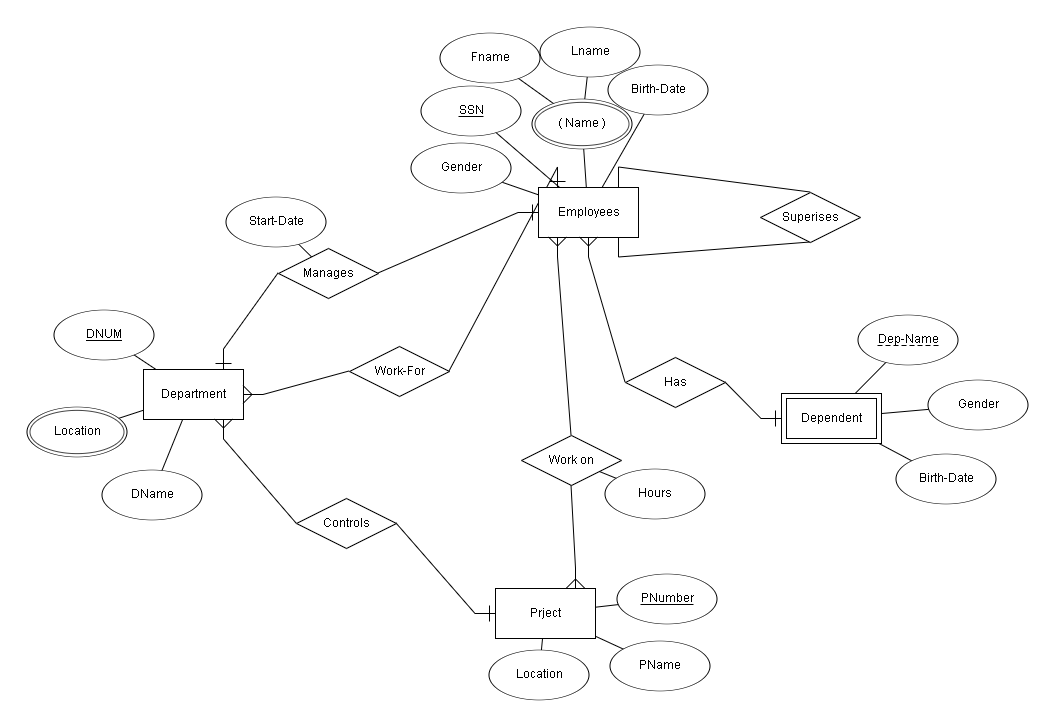 Fname
Lname
Birth-Date
SSN
( Name )
Gender
Employees
Superises
Start-Date
Manages
DNUM
Work-For
Department
Location
DName
Has
Dep-Name
Gender
Dependent
Birth-Date
Work on
Hours
Controls
Prject
PNumber
PName
Location